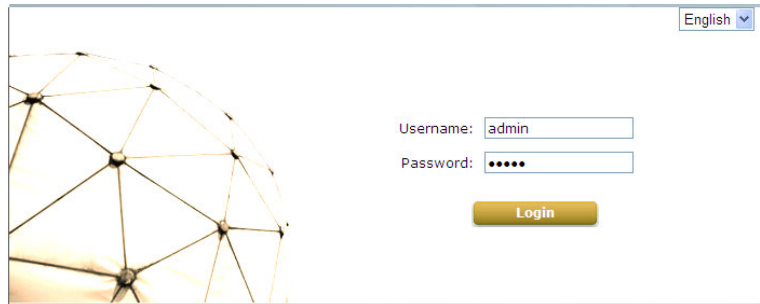 English
Username: admin
Password: •••••
Login